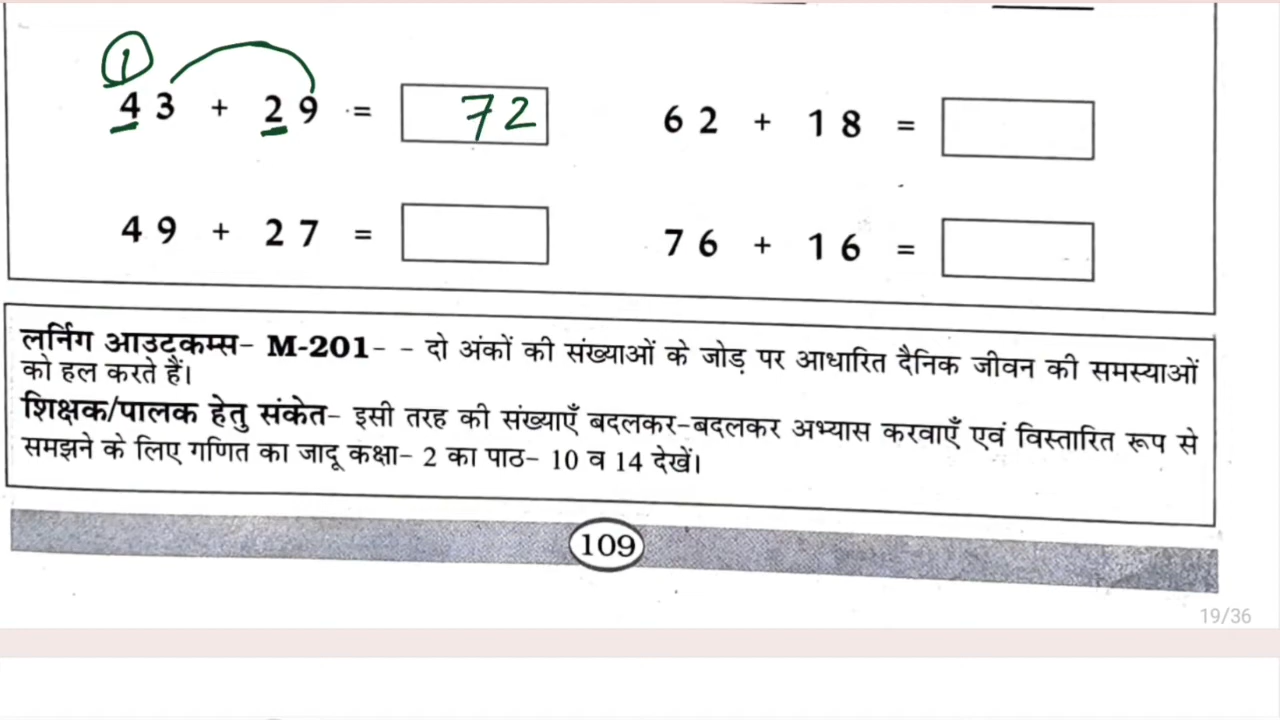 1
43 + 29 = 72
62 + 18 =
49 + 27 =
76 + 16 =
लर्निंग आउटकम्स- M-201- - दो अंकों की संख्याओं के जोड़ पर आधारित दैनिक जीवन की समस्याओं
को हल करते हैं।
शिक्षक/पालक हेतु संकेत- इसी तरह की संख्याएँ बदलकर-बदलकर अभ्यास करवाएँ एवं विस्तारित रूप से
समझने के लिए गणित का जादू कक्षा- 2 का पाठ- 10 व 14 देखें।
109
19/36